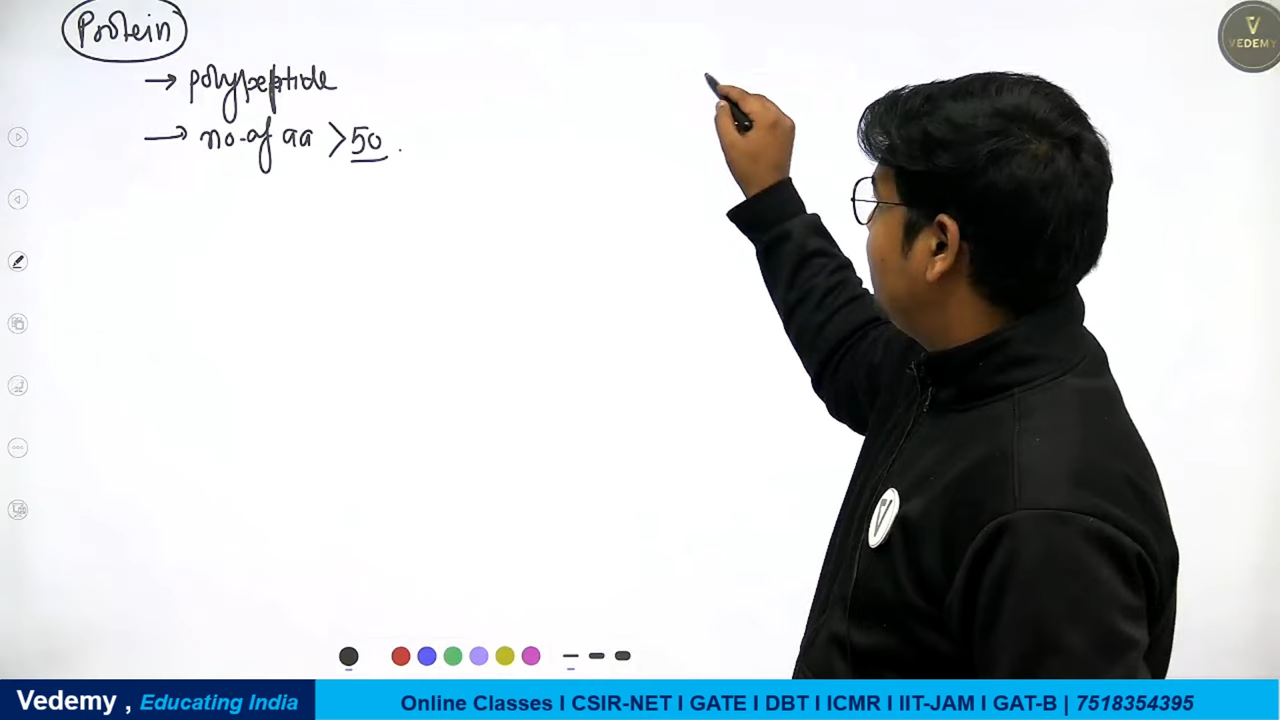 Protein
V
VEDEMY
→ polypeptide
→ no. of aa > 50.
V
Vedemy , Educating India
Online Classes I CSIR-NET I GATE I DBT I ICMR I IIT-JAM I GAT-B | 7518354395